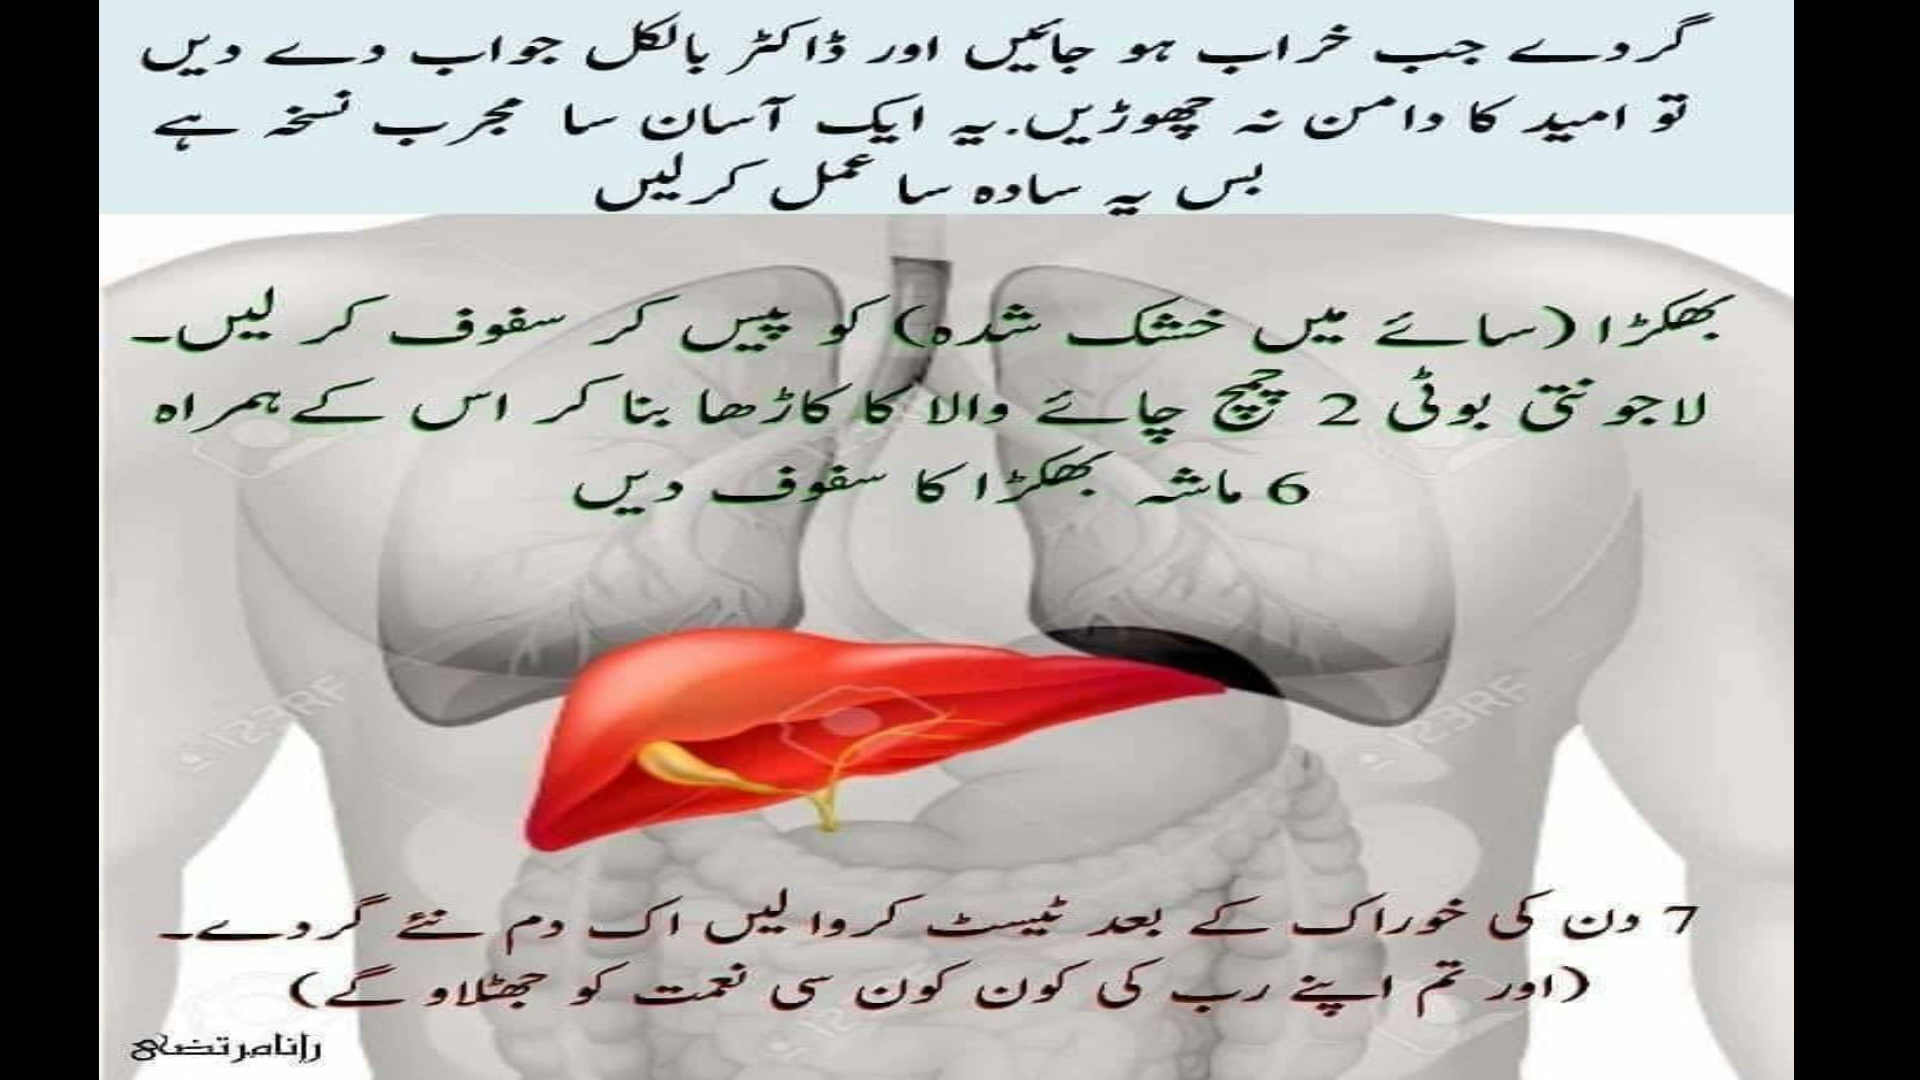 گردے جب خراب ہو جائیں اور ڈاکٹر بالکل جواب دے دیں
تو امید کا دامن نہ چھوڑیں.یہ ایک آسان سا مجرب نسخہ ہے
بس یہ سادہ سا عمل کرلیں
بھکڑا (سائے میں خشک شدہ) کو پیس کر سفوف کر لیں۔
لاجونتی بوٹی 2 چمچ چائے والا کا کاڑھا بنا کر اس کے ہمراہ
6 ماشہ بھکڑا کا سفوف دیں
7 دن کی خوراک کے بعد ٹیسٹ کروالیں اک دم نئے گردے۔
(اور تم اپنے رب کی کون کون سی نعمت کو جھٹلاو گے)
رانامرتضی
123RF
123RF